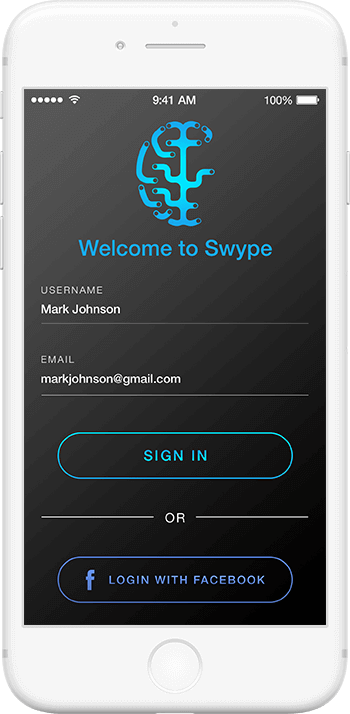 9:41 AM 100%
Welcome to Swype
USERNAME
Mark Johnson
EMAIL
markjohnson@gmail.com
SIGN IN
OR
f LOGIN WITH FACEBOOK